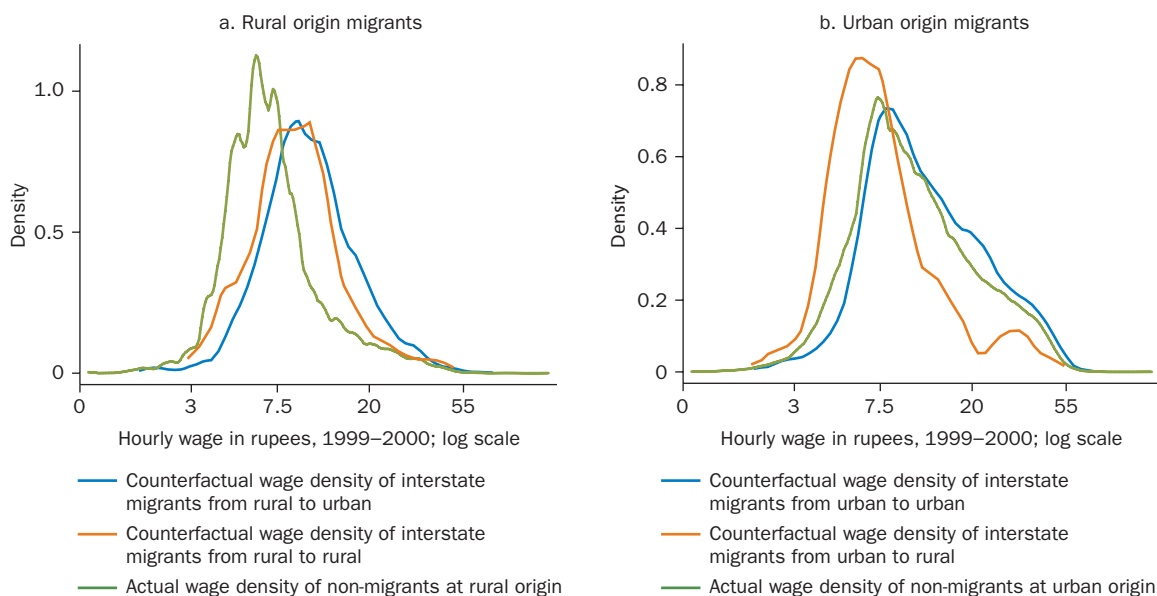 a. Rural origin migrants
1.0
0.5
0
Density
0 3 7.5 20 55
Hourly wage in rupees, 1999–2000; log scale
Counterfactual wage density of interstate
migrants from rural to urban
Counterfactual wage density of interstate
migrants from rural to rural
Actual wage density of non-migrants at rural origin
b. Urban origin migrants
0.8
0.6
0.4
0.2
0
Density
0 3 7.5 20 55
Hourly wage in rupees, 1999–2000; log scale
Counterfactual wage density of interstate
migrants from urban to urban
Counterfactual wage density of interstate
migrants from urban to rural
Actual wage density of non-migrants at urban origin